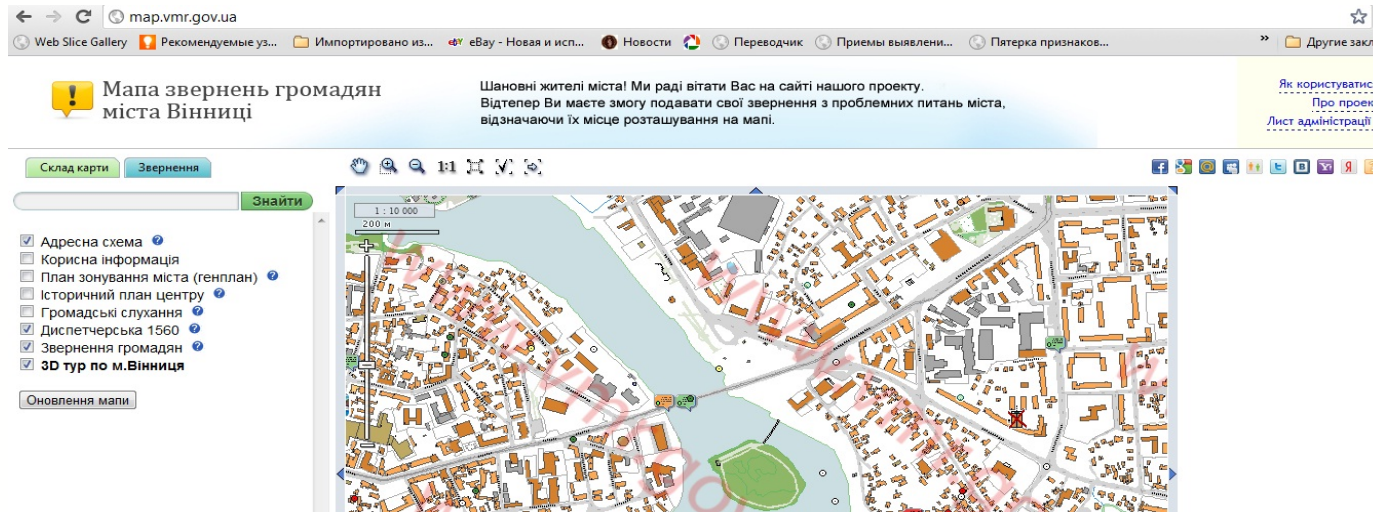 map.vmr.gov.ua
Web Slice Gallery Рекомендуемые уз... Импортировано из... eBay - Новая и исп... Новости Переводчик Приемы выявлени... Пятерка признаков... » Другие закл
Мапа звернень громадян
міста Вінниці
Шановні жителі міста! Ми раді вітати Вас на сайті нашого проекту.
Відтепер Ви маєте змогу подавати свої звернення з проблемних питань міста,
відзначаючи їх місце розташування на мапі.
Як користуватис
Про проек
Лист адміністрації
Склад карти Звернення
1:1
Знайти
1 : 10 000
200 м
Адресна схема
Корисна інформація
План зонування міста (генплан)
Історичний план центру
Громадські слухання
Диспетчерська 1560
Звернення громадян
3D тур по м.Вінниця
Оновлення мапи